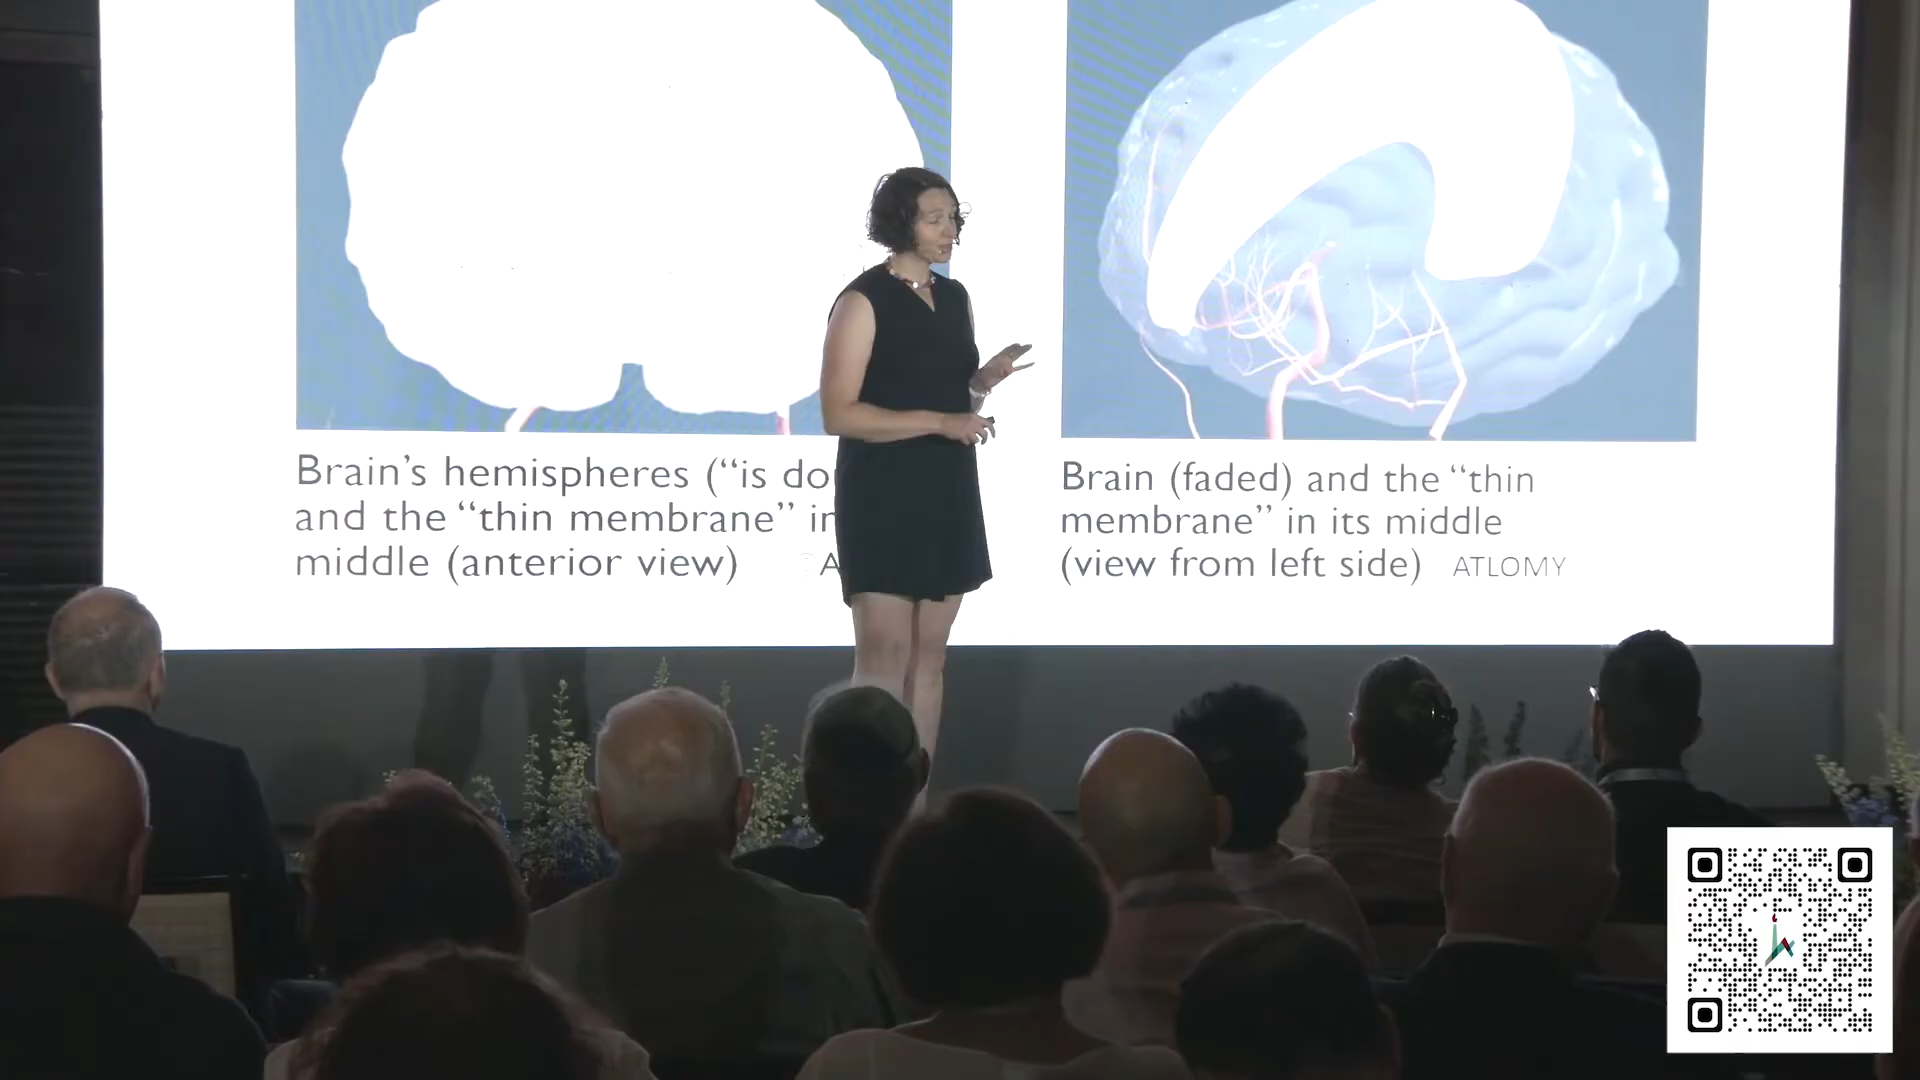 Brain’s hemispheres (“is do
and the “thin membrane” in
middle (anterior view) A
Brain (faded) and the “thin
membrane” in its middle
(view from left side) ATLOMY